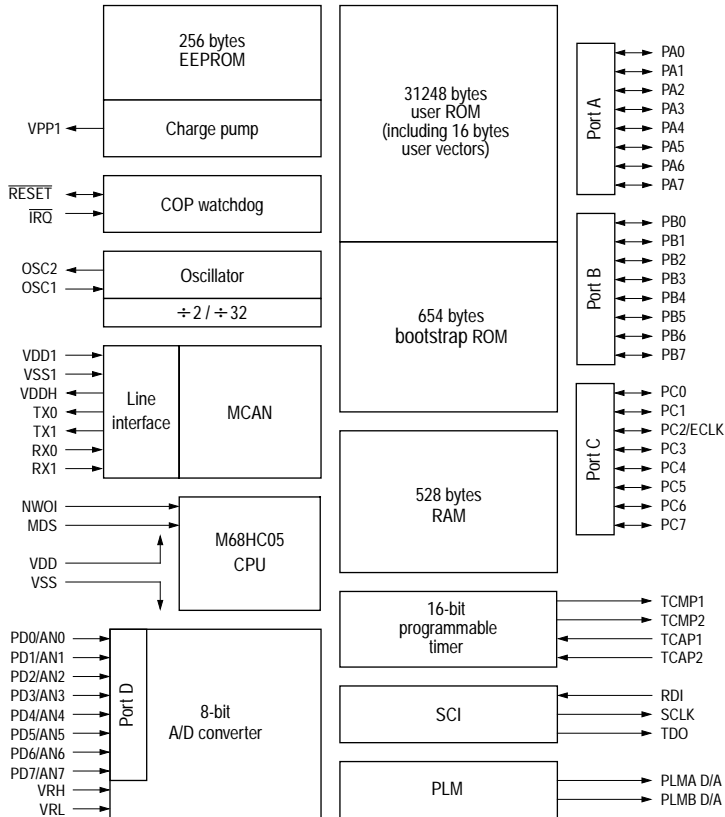 256 bytes
EEPROM
VPP1
Charge pump
RESET
IRQ
COP watchdog
OSC2
OSC1
Oscillator
÷2 / ÷32
VDD1
VSS1
VDDH
TX0
TX1
RX0
RX1
Line
interface
MCAN
NWOI
MDS
VDD
VSS
M68HC05
CPU
PD0/AN0
PD1/AN1
PD2/AN2
PD3/AN3
PD4/AN4
PD5/AN5
PD6/AN6
PD7/AN7
VRH
VRL
Port D
8-bit
A/D converter
31248 bytes
user ROM
(including 16 bytes
user vectors)
654 bytes
bootstrap ROM
528 bytes
RAM
16-bit
programmable
timer
SCI
PLM
Port A
PA0
PA1
PA2
PA3
PA4
PA5
PA6
PA7
Port B
PB0
PB1
PB2
PB3
PB4
PB5
PB6
PB7
Port C
PC0
PC1
PC2/ECLK
PC3
PC4
PC5
PC6
PC7
TCMP1
TCMP2
TCAP1
TCAP2
RDI
SCLK
TDO
PLMA D/A
PLMB D/A